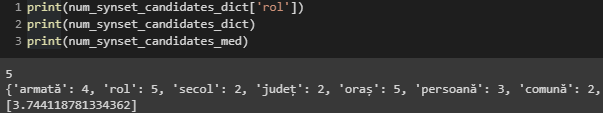 1 print(num_synset_candidates_dict['rol'])
2 print(num_synset_candidates_dict)
3 print(num_synset_candidates_med)
5
{'armată': 4, 'rol': 5, 'secol': 2, 'județ': 2, 'oraș': 5, 'persoană': 3, 'comună': 2,
[3.744118781334362]